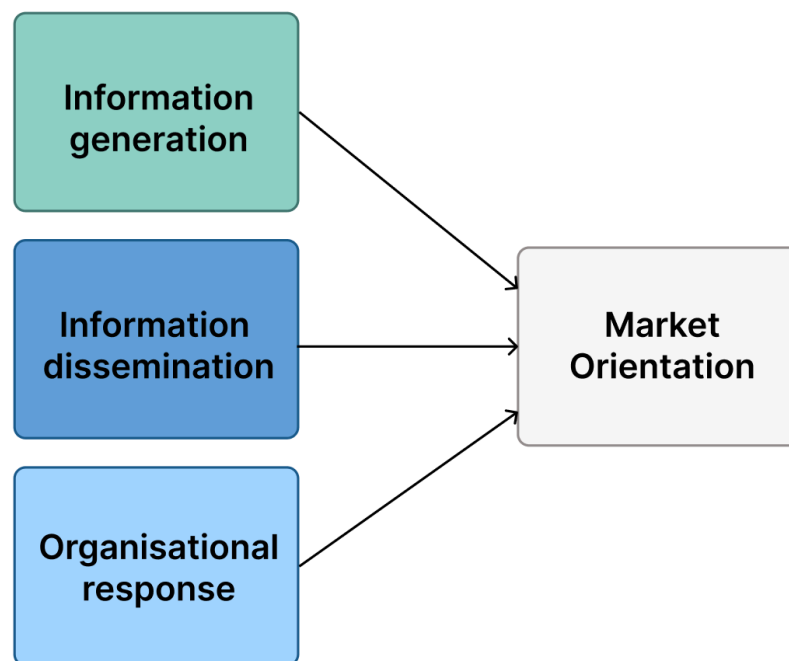 Information
generation
Information
dissemination
Market
Orientation
Organisational
response